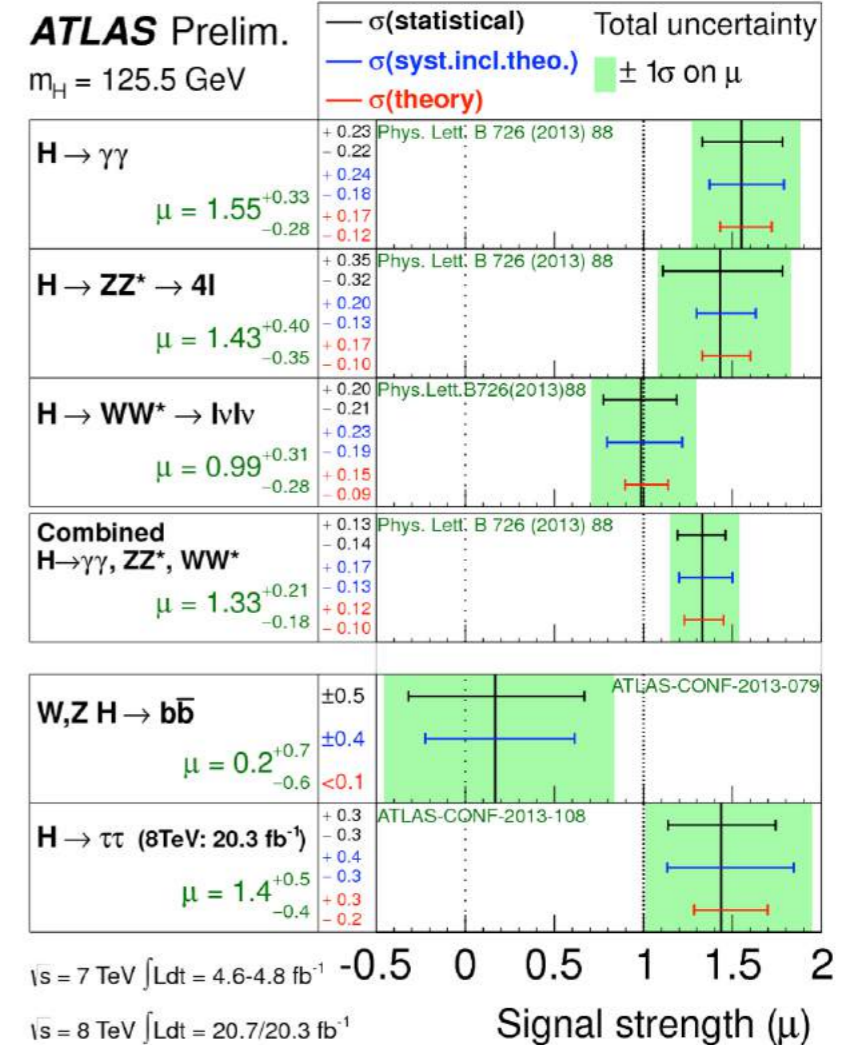 ATLAS Prelim.
m_H = 125.5 GeV
σ(statistical)
σ(syst.incl.theo.)
σ(theory)
Total uncertainty
± 1σ on μ
H → γγ
μ = 1.55 +0.33 −0.28
+ 0.23
- 0.22
+ 0.24
- 0.18
+ 0.17
- 0.12
Phys. Lett. B 726 (2013) 88
H → ZZ* → 4l
μ = 1.43 +0.40 −0.35
+ 0.35
- 0.32
+ 0.20
- 0.13
+ 0.17
- 0.10
Phys. Lett. B 726 (2013) 88
H → WW* → lνlν
μ = 0.99 +0.31 −0.28
+ 0.20
- 0.21
+ 0.23
- 0.19
+ 0.15
- 0.09
Phys.Lett.B726(2013)88
Combined
H→γγ, ZZ*, WW*
μ = 1.33 +0.21 −0.18
+ 0.13
- 0.14
+ 0.17
- 0.13
+ 0.12
- 0.10
Phys. Lett. B 726 (2013) 88
W,Z H → bb̅
μ = 0.2 +0.7 −0.6
±0.5
±0.4
<0.1
ATLAS-CONF-2013-079
H → ττ (8TeV: 20.3 fb⁻¹)
μ = 1.4 +0.5 −0.4
+ 0.3
- 0.3
+ 0.4
- 0.3
+ 0.3
- 0.2
ATLAS-CONF-2013-108
-0.5 0 0.5 1 1.5 2
√s = 7 TeV ∫Ldt = 4.6-4.8 fb⁻¹
√s = 8 TeV ∫Ldt = 20.7/20.3 fb⁻¹
Signal strength (μ)